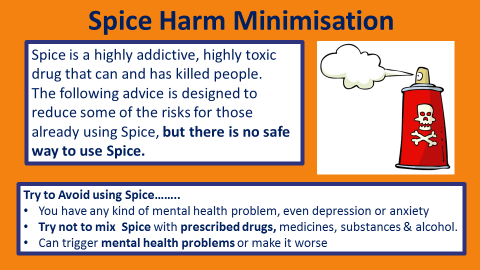 Spice Harm Minimisation
Spice is a highly addictive, highly toxic
drug that can and has killed people.
The following advice is designed to
reduce some of the risks for those
already using Spice, but there is no safe
way to use Spice.
Try to Avoid using Spice........
• You have any kind of mental health problem, even depression or anxiety
• Try not to mix Spice with prescribed drugs, medicines, substances & alcohol.
• Can trigger mental health problems or make it worse